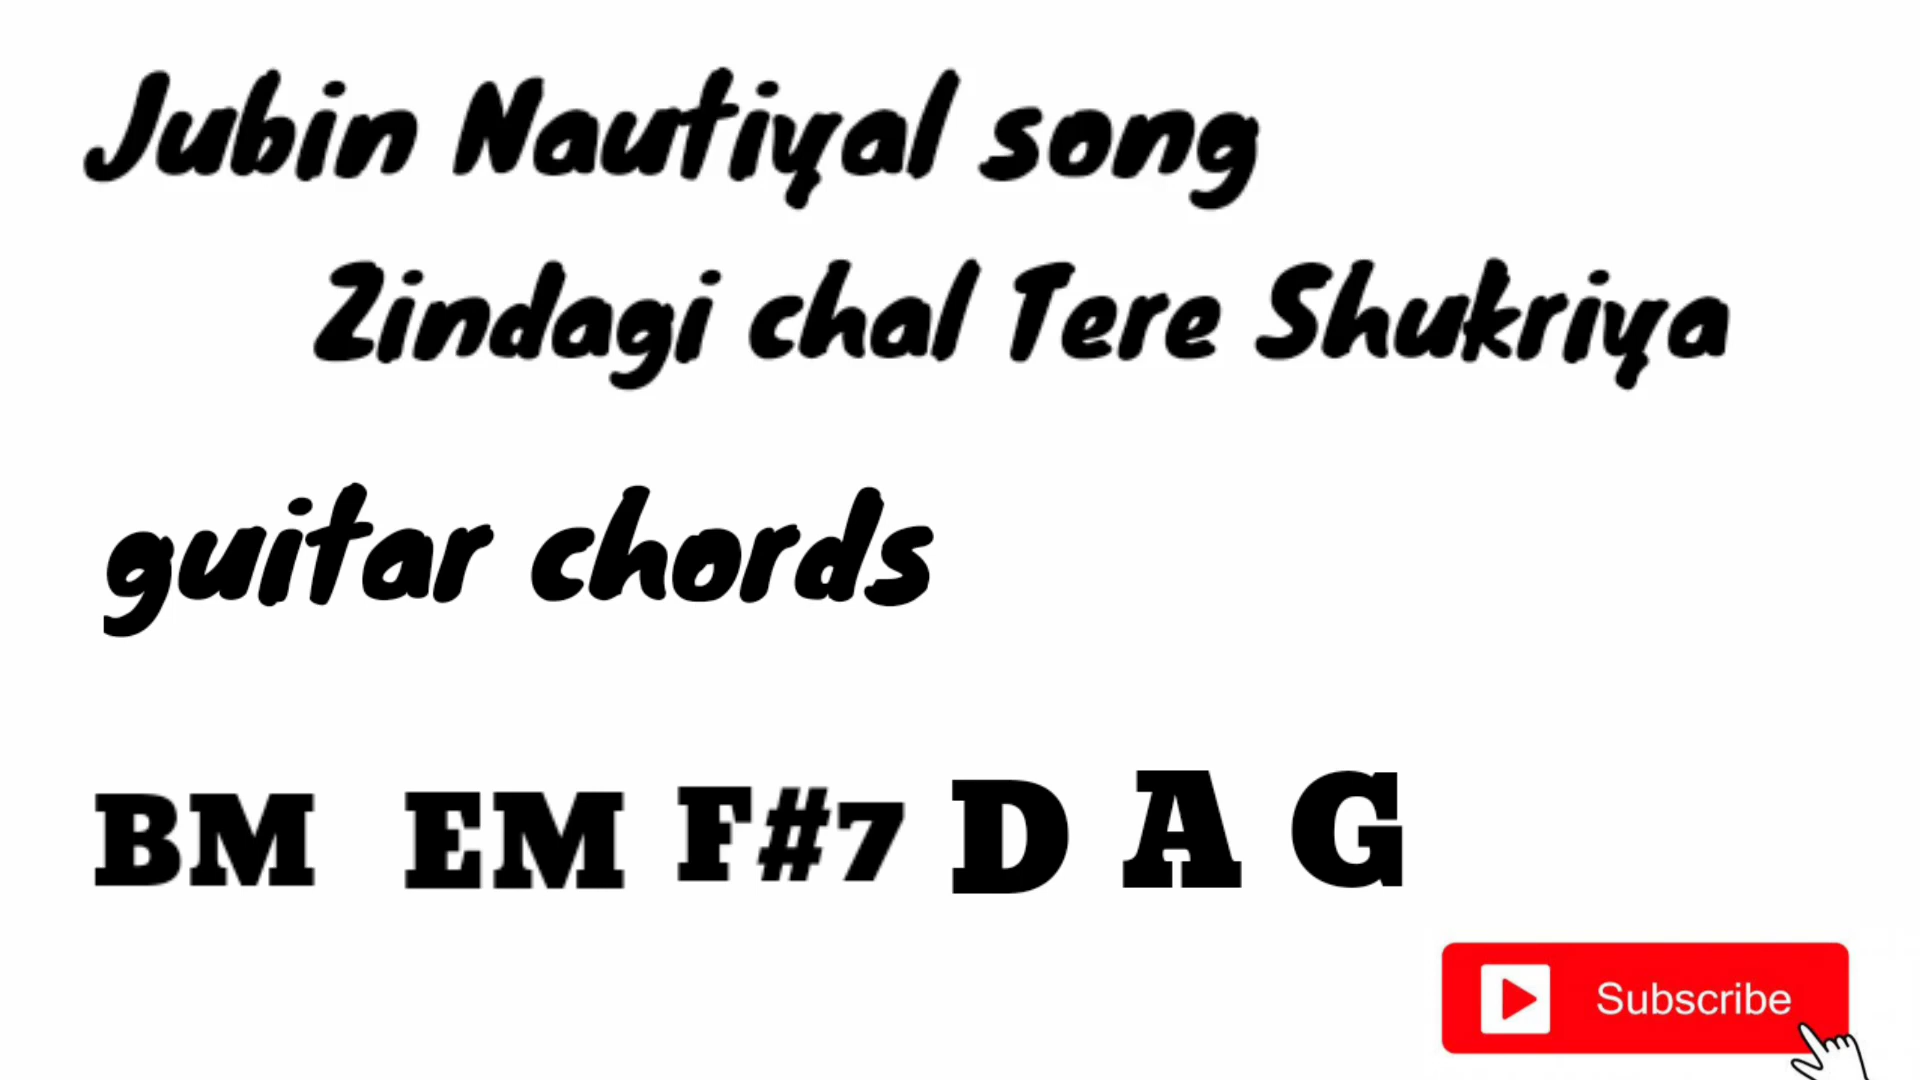 Jubin Nautiyal song
Zindagi chal Tere Shukriya
guitar chords
BM EM F#7 D A G
Subscribe